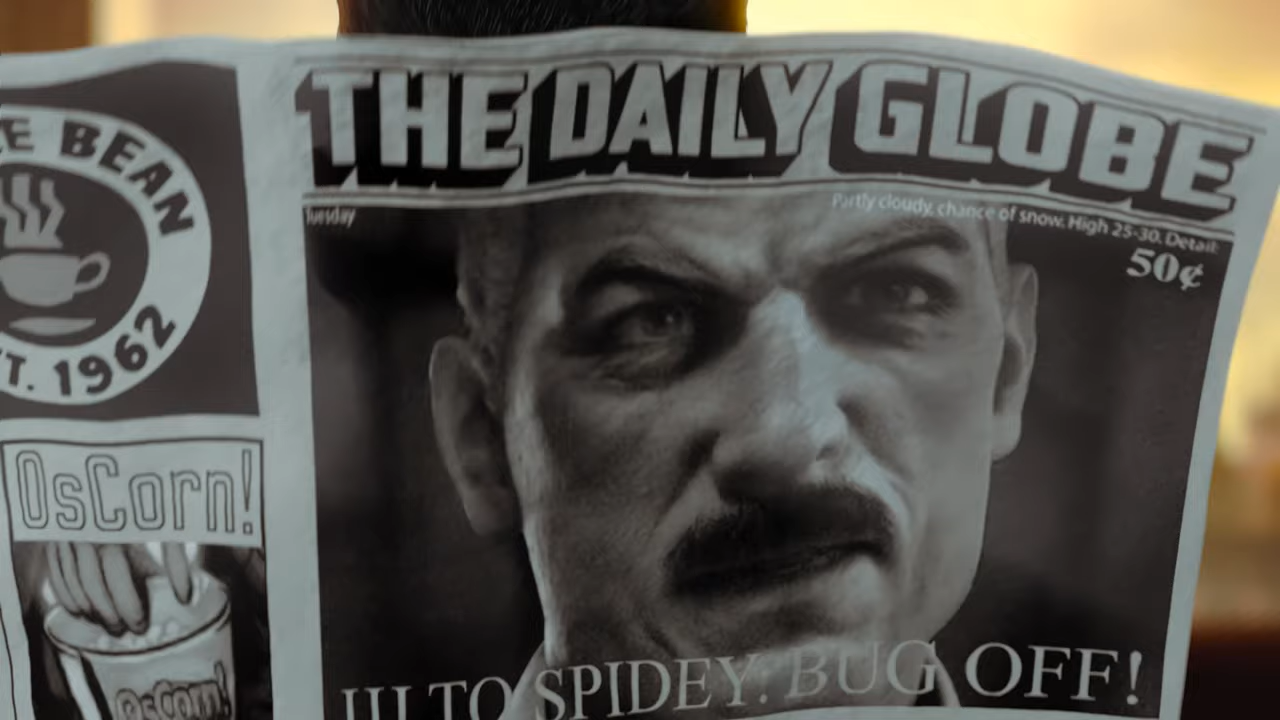 E BEAN
T. 1962
OsCorn!
OsCorn!
THE DAILY GLOBE
Tuesday
Partly cloudy, chance of snow. High 25-30. Detail
50¢
JJJ TO SPIDEY: BUG OFF!